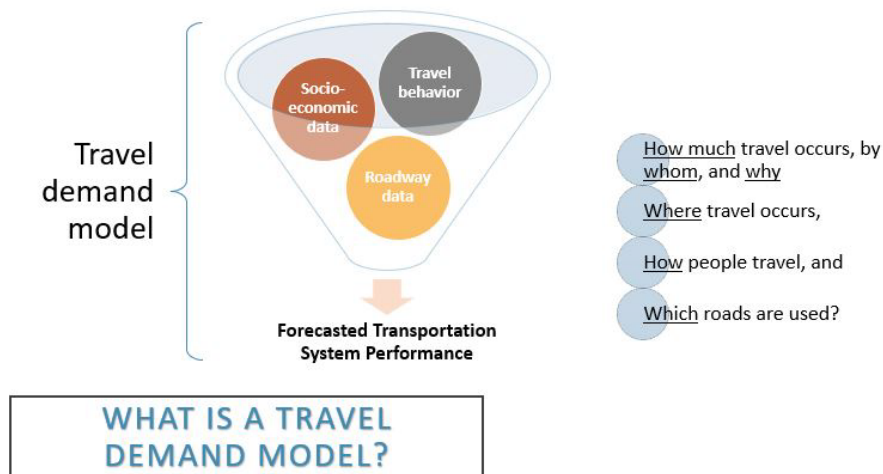 Travel
demand
model
Socio-
economic
data
Travel
behavior
Roadway
data
Forecasted Transportation
System Performance
How much travel occurs, by
whom, and why
Where travel occurs,
How people travel, and
Which roads are used?
WHAT IS A TRAVEL
DEMAND MODEL?